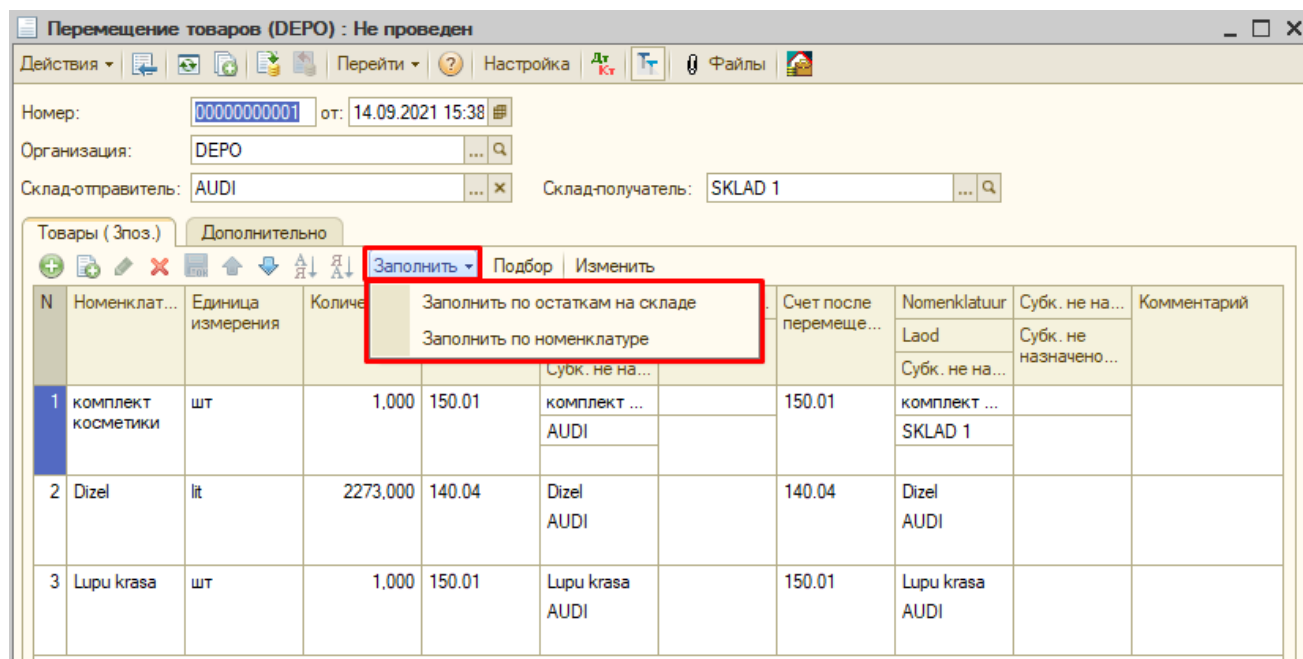 Перемещение товаров (DEPO) : Не проведен
Действия Перейти Настройка Дт Кт Тт Файлы
Номер: 00000000001 от: 14.09.2021 15:38
Организация: DEPO ...
Склад-отправитель: AUDI ... Склад-получатель: SKLAD 1 ...
Товары ( 3поз.) Дополнительно
Заполнить Подбор Изменить
Заполнить по остаткам на складе
Заполнить по номенклатуре
N Номенклат... Единица измерения Количе Счет после перемеще... Nomenklatuur Субк. не на... Комментарий
Laod Субк. не назначено...
Субк. не на... Субк. не на...
1 комплект косметики шт 1,000 150.01 комплект ... 150.01 комплект ...
AUDI SKLAD 1
2 Dizel lit 2273,000 140.04 Dizel 140.04 Dizel
AUDI AUDI
3 Lupu krasa шт 1,000 150.01 Lupu krasa 150.01 Lupu krasa
AUDI AUDI